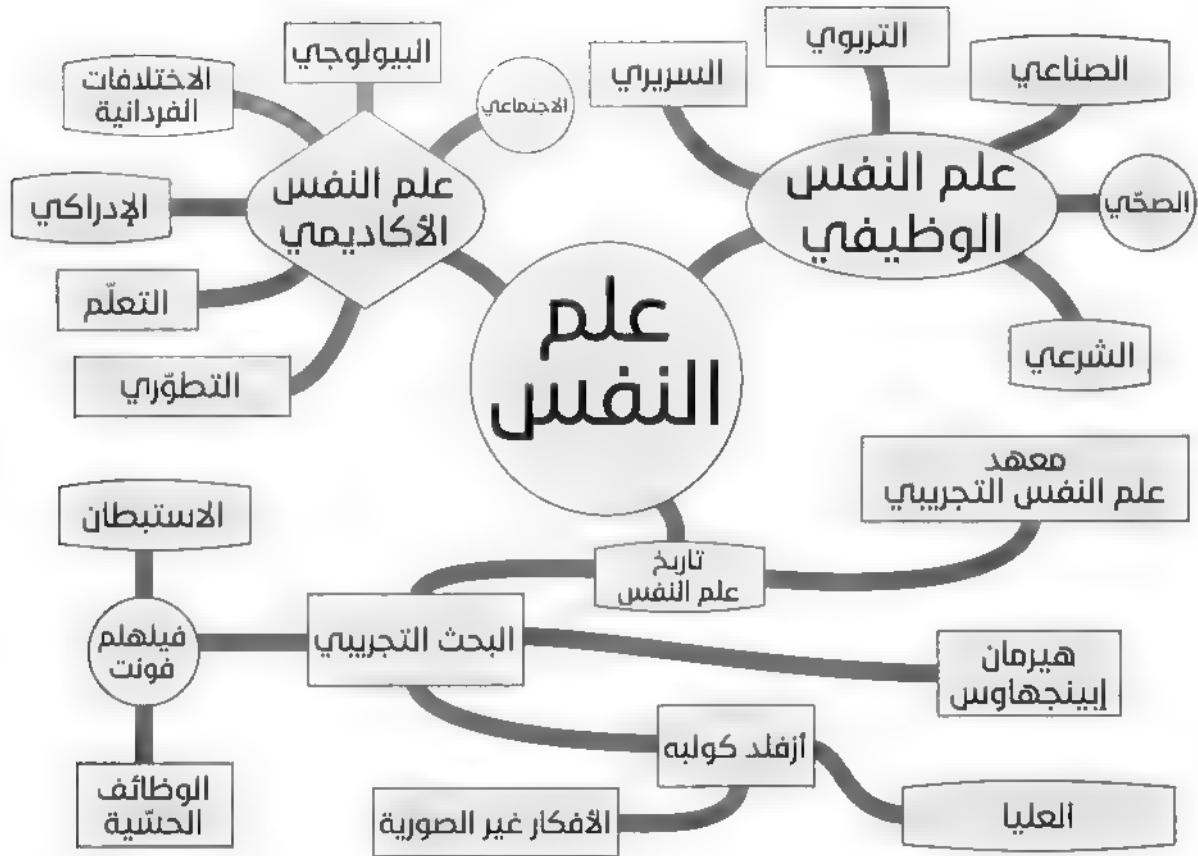 علم
النفس
علم النفس
الوظيفي
السريري
التربوي
الصناعي
الصحّي
الشرعي
علم النفس
الأكاديمي
الاجتماعي
البيولوجي
الاختلافات
الفردانية
الإدراكي
التعلّم
التطوّري
تاريخ
علم النفس
معهد
علم النفس التجريبي
البحث التجريبي
هيرمان
إبينجهاوس
فيلهلم
فونت
الاستبطان
الوظائف
الحسّية
أزفلد كولبه
العليا
الأفكار غير الصورية